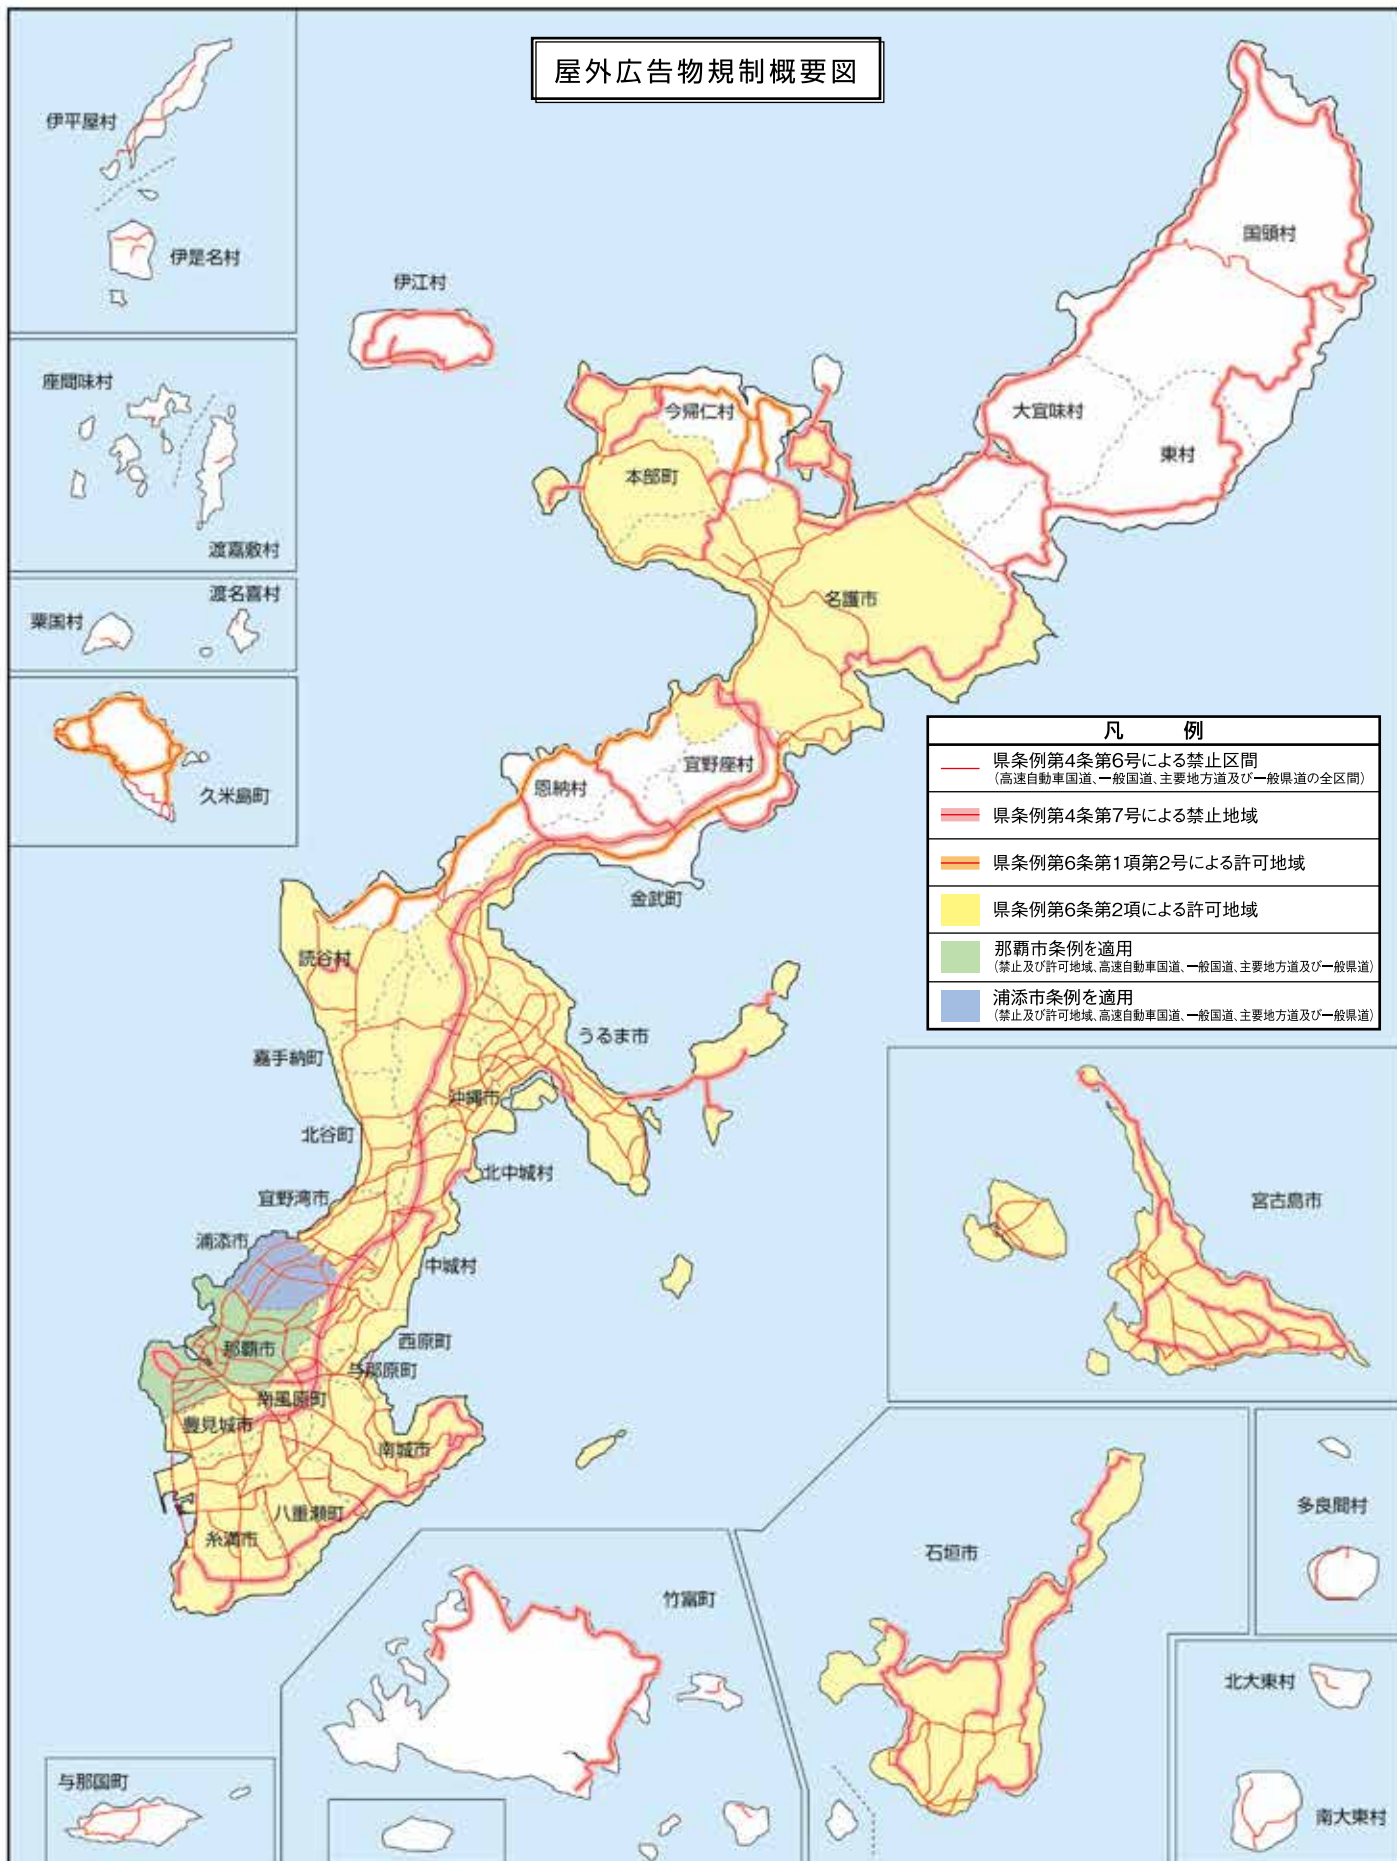 屋外広告物規制概要図
伊平屋村
伊是名村
伊江村
国頭村
座間味村
今帰仁村
大宜味村
本部町
東村
渡嘉敷村
渡名喜村
粟国村
名護市
久米島町
宜野座村
恩納村
金武町
凡 例
県条例第4条第6号による禁止区間
(高速自動車国道、一般国道、主要地方道及び一般県道の全区間)
県条例第4条第7号による禁止地域
県条例第6条第1項第2号による許可地域
県条例第6条第2項による許可地域
那覇市条例を適用
(禁止及び許可地域、高速自動車国道、一般国道、主要地方道及び一般県道)
浦添市条例を適用
(禁止及び許可地域、高速自動車国道、一般国道、主要地方道及び一般県道)
読谷村
うるま市
嘉手納町
沖縄市
北谷町
北中城村
宜野湾市
浦添市
中城村
宮古島市
西原町
那覇市
与那原町
南風原町
豊見城市
南城市
八重瀬町
糸満市
多良間村
石垣市
竹富町
北大東村
与那国町
南大東村